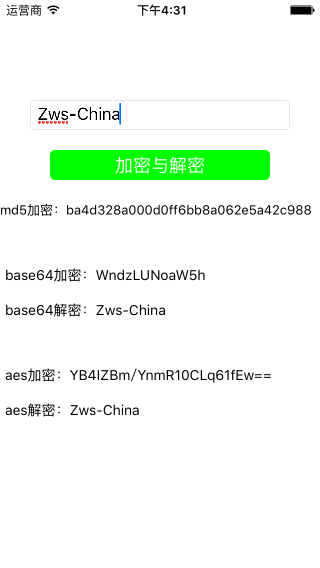 运营商 下午4:31
Zws-China
加密与解密
md5加密：ba4d328a000d0ff6bb8a062e5a42c988
base64加密：WndzLUNoaW5h
base64解密：Zws-China
aes加密：YB4IZBm/YnmR10CLq61fEw==
aes解密：Zws-China